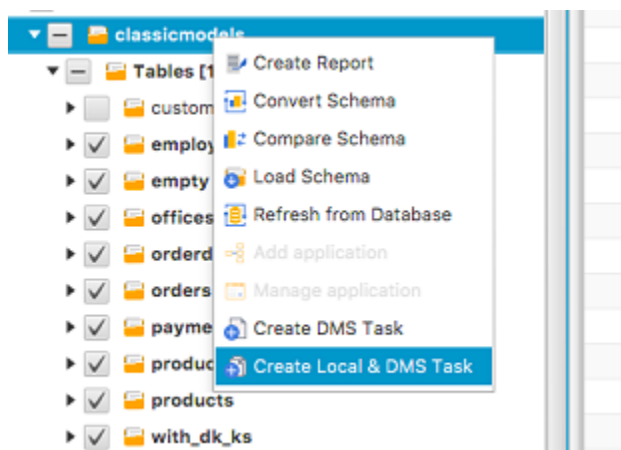 classicmodels
Tables [1
custom
employ
empty
offices
orderd
orders
payme
produc
products
with_dk_ks
Create Report
Convert Schema
Compare Schema
Load Schema
Refresh from Database
Add application
Manage application
Create DMS Task
Create Local & DMS Task